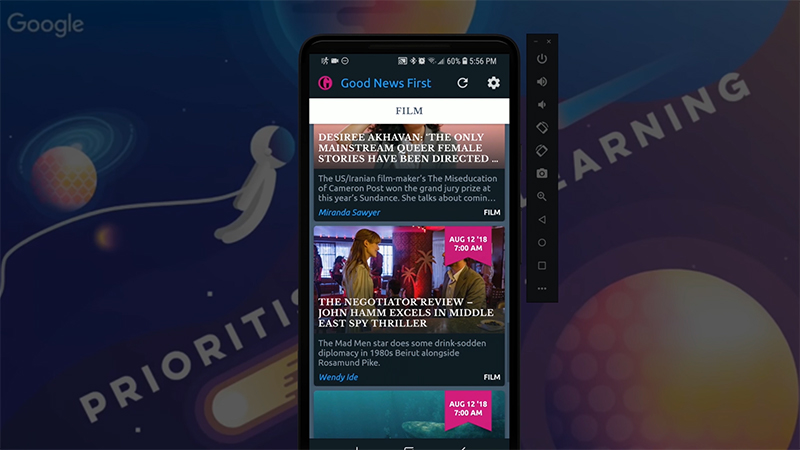 Google
60% 5:56 PM
Good News First
FILM
DESIREE AKHAVAN: 'THE ONLY
MAINSTREAM QUEER FEMALE
STORIES HAVE BEEN DIRECTED ...
The US/Iranian film-maker's The Miseducation
of Cameron Post won the grand jury prize at
this year's Sundance. She talks about comin...
Miranda Sawyer FILM
AUG 12 '18
7:00 AM
THE NEGOTIATOR REVIEW –
JOHN HAMM EXCELS IN MIDDLE
EAST SPY THRILLER
The Mad Men star does some drink-sodden
diplomacy in 1980s Beirut alongside
Rosamund Pike.
Wendy Ide FILM
AUG 12 '18
7:00 AM
PRIORITIS
LEARNING